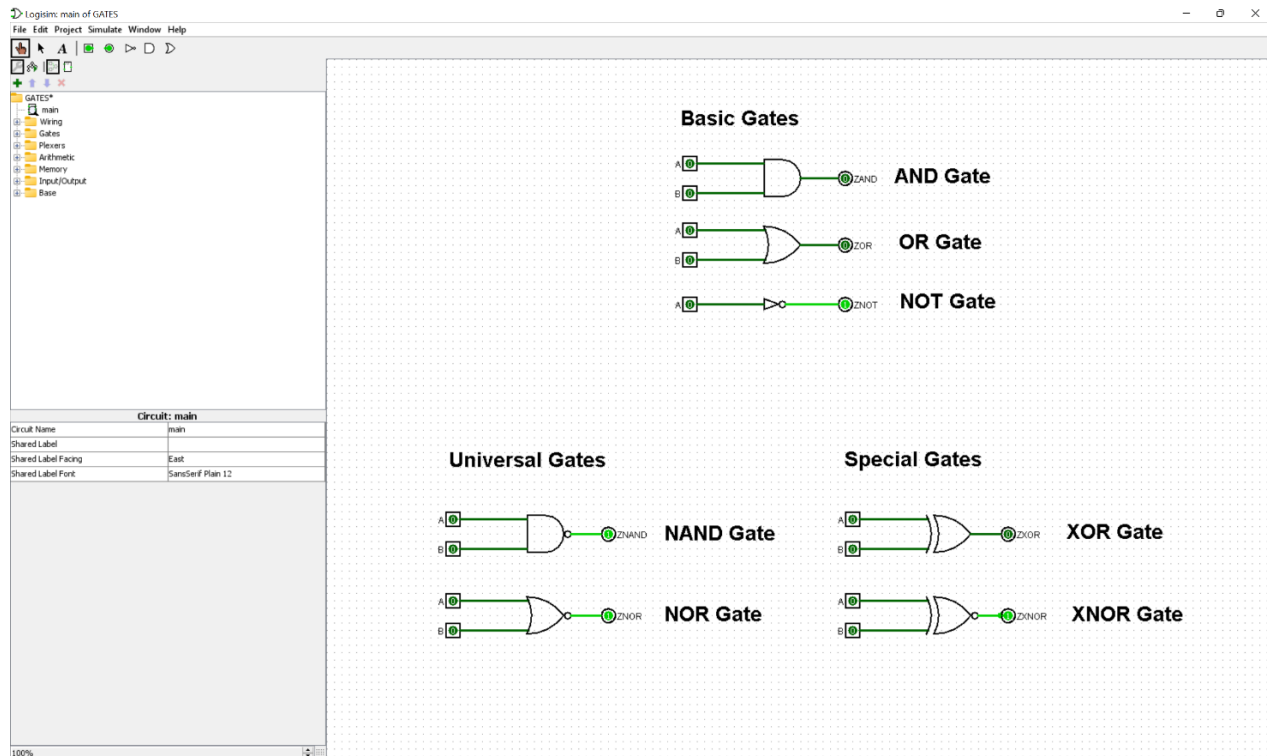 Logisim: main of GATES
File Edit Project Simulate Window Help
A
GATES*
main
Wiring
Gates
Plexers
Arithmetic
Memory
Input/Output
Base
Circuit: main
Circuit Name main
Shared Label
Shared Label Facing East
Shared Label Font SansSerif Plain 12
100%
Basic Gates
A 0
B 0
0 ZAND AND Gate
A 0
B 0
0 ZOR OR Gate
A 0 1 ZNOT NOT Gate
Universal Gates
A 0
B 0
1 ZNAND NAND Gate
A 0
B 0
1 ZNOR NOR Gate
Special Gates
A 0
B 0
0 ZXOR XOR Gate
A 0
B 0
1 ZXNOR XNOR Gate